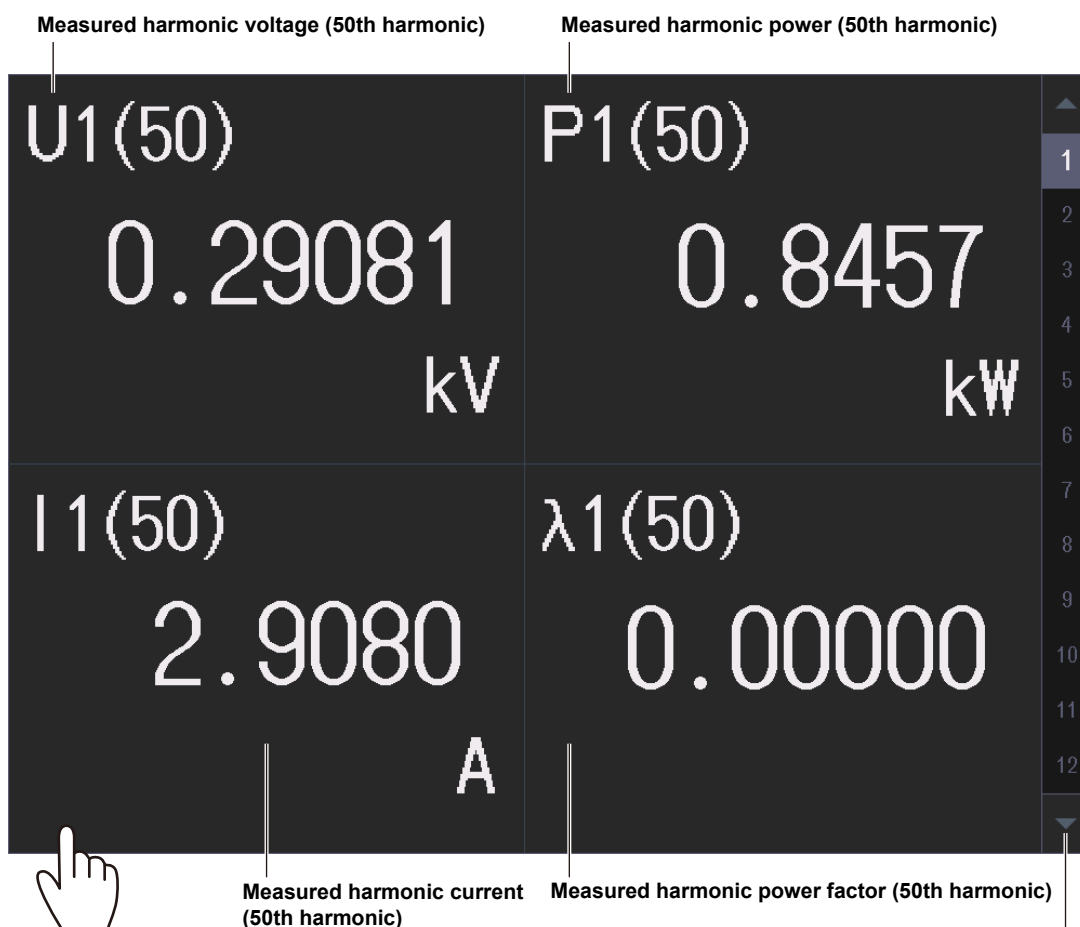 Measured harmonic voltage (50th harmonic)
Measured harmonic power (50th harmonic)
U1(50)
0.29081
kV
P1(50)
0.8457
kW
I1(50)
2.9080
A
λ1(50)
0.00000
1
2
3
4
5
6
7
8
9
10
11
12
Measured harmonic current
(50th harmonic)
Measured harmonic power factor (50th harmonic)